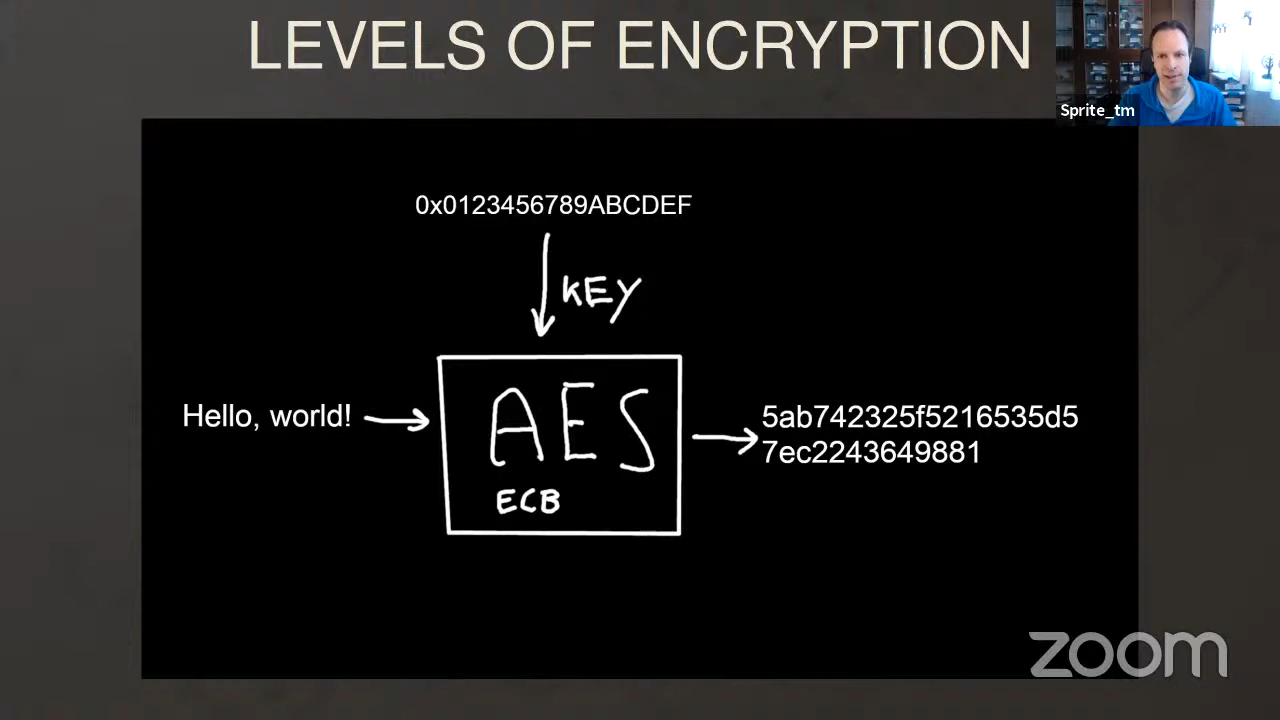 LEVELS OF ENCRYPTION
Sprite_tm
0x0123456789ABCDEF
KEY
Hello, world!
AES
ECB
5ab742325f5216535d5
7ec2243649881
zoom